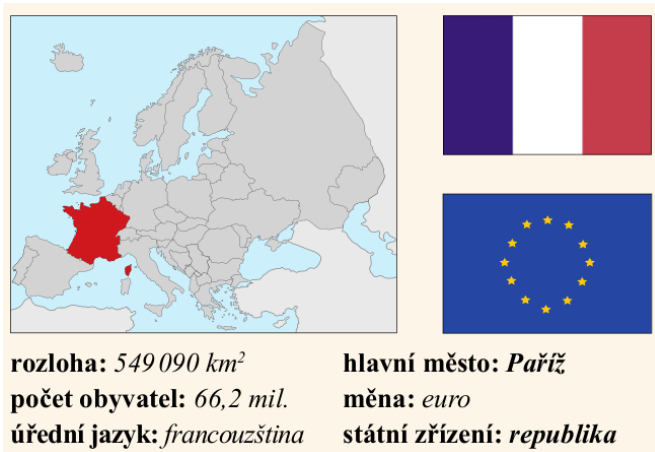 rozloha: 549 090 km²
počet obyvatel: 66,2 mil.
úřední jazyk: francouzština
hlavní město: Paříž
měna: euro
státní zřízení: republika